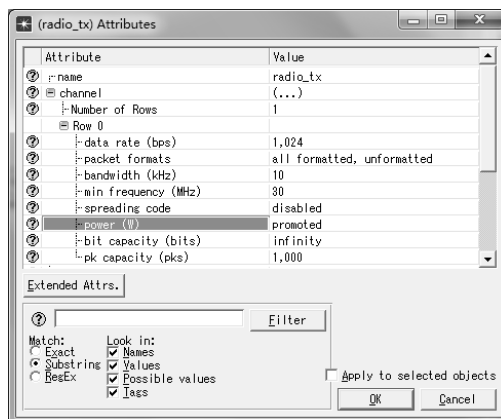 (radio_tx) Attributes
Attribute Value
name radio_tx
channel (...)
Number of Rows 1
Row 0
data rate (bps) 1,024
packet formats all formatted, unformatted
bandwidth (kHz) 10
min frequency (MHz) 30
spreading code disabled
power (W) promoted
bit capacity (bits) infinity
pk capacity (pks) 1,000
Extended Attrs.
Filter
Match: Look in:
Exact Names
Substring Values
RegEx Possible values
Tags
Apply to selected objects
OK Cancel